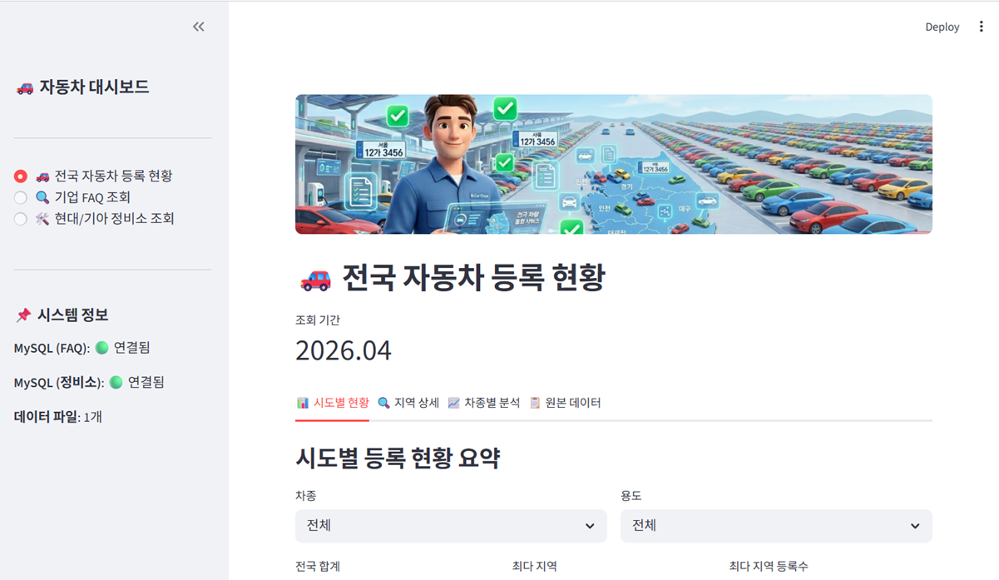 Deploy
자동차 대시보드
전국 자동차 등록 현황
기업 FAQ 조회
현대/기아 정비소 조회
시스템 정보
MySQL (FAQ): 연결됨
MySQL (정비소): 연결됨
데이터 파일: 1개
서울
12가 3456
서울
12가 3456
12가 3456
인천
경기
인천
대구
전국 자동차 등록 현황
조회 기간
2026.04
시도별 현황
지역 상세
차종별 분석
원본 데이터
시도별 등록 현황 요약
차종
용도
전체
전체
전국 합계
최다 지역
최다 지역 등록수